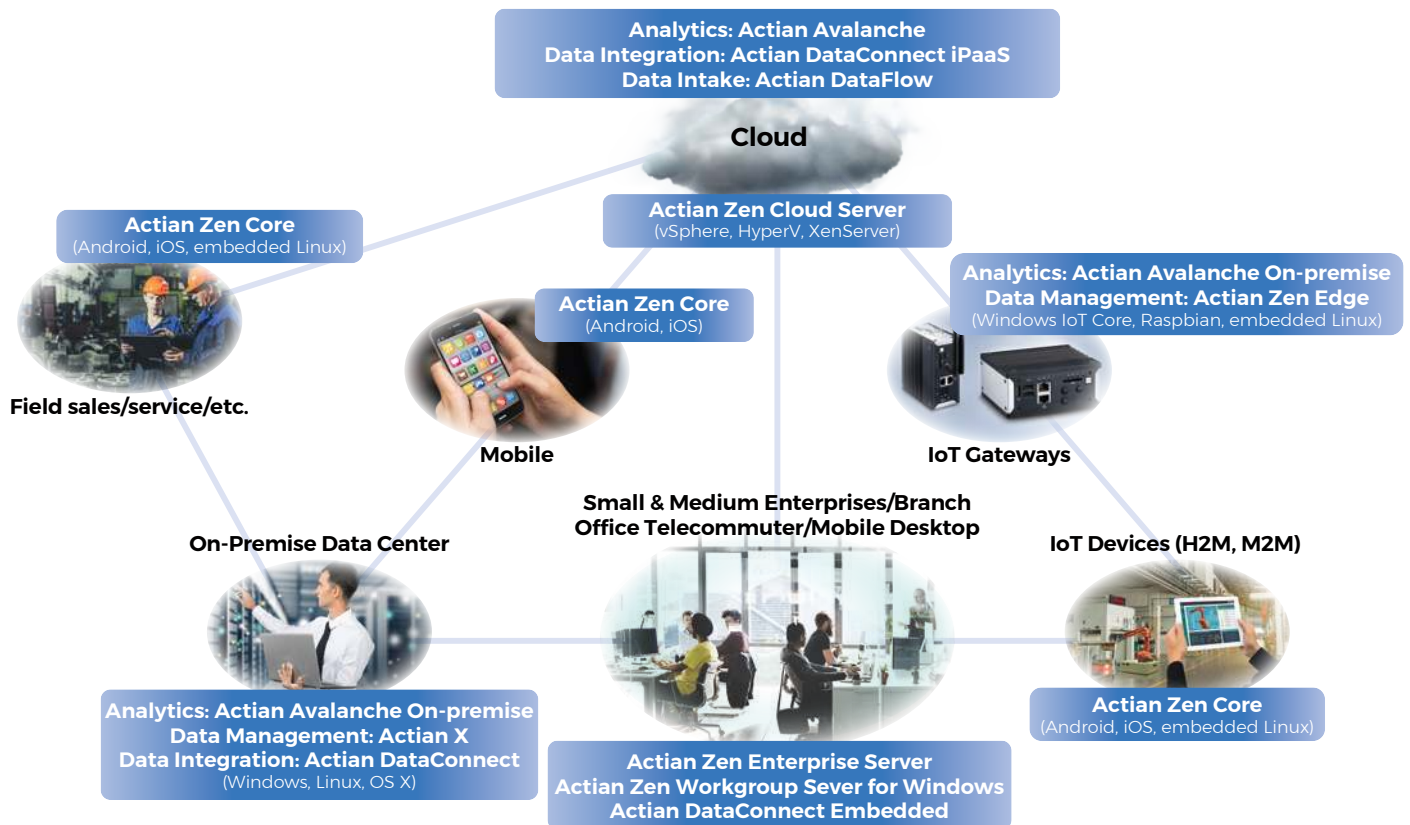 Analytics: Actian Avalanche
Data Integration: Actian DataConnect iPaaS
Data Intake: Actian DataFlow
Cloud
Actian Zen Cloud Server
(vSphere, HyperV, XenServer)
Actian Zen Core
(Android, iOS, embedded Linux)
Field sales/service/etc.
Actian Zen Core
(Android, iOS)
Mobile
Analytics: Actian Avalanche On-premise
Data Management: Actian Zen Edge
(Windows IoT Core, Raspbian, embedded Linux)
IoT Gateways
On-Premise Data Center
Analytics: Actian Avalanche On-premise
Data Management: Actian X
Data Integration: Actian DataConnect
(Windows, Linux, OS X)
Small & Medium Enterprises/Branch
Office Telecommuter/Mobile Desktop
Actian Zen Enterprise Server
Actian Zen Workgroup Sever for Windows
Actian DataConnect Embedded
IoT Devices (H2M, M2M)
Actian Zen Core
(Android, iOS, embedded Linux)